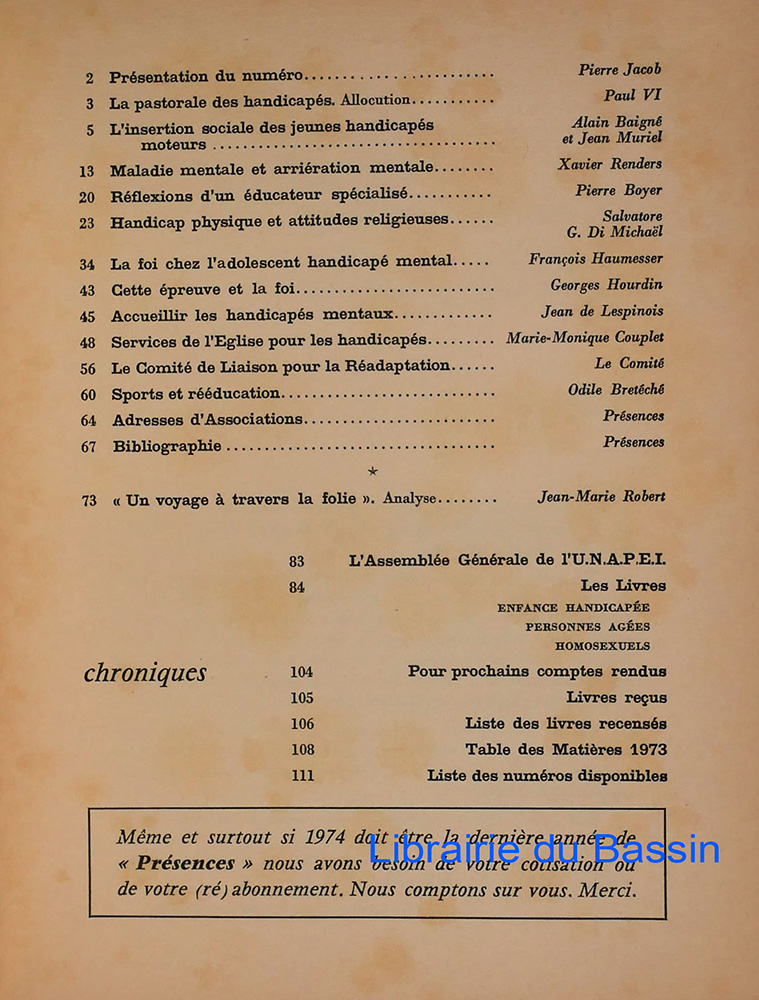 2 Présentation du numéro........................ Pierre Jacob
3 La pastorale des handicapés. Allocution........... Paul VI
5 L'insertion sociale des jeunes handicapés Alain Baigné
moteurs .................................... et Jean Muriel
13 Maladie mentale et arriération mentale........ Xavier Renders
20 Réflexions d'un éducateur spécialisé........... Pierre Boyer
23 Handicap physique et attitudes religieuses...... Salvatore
G. Di Michaël
34 La foi chez l'adolescent handicapé mental..... François Haumesser
43 Cette épreuve et la foi......................... Georges Hourdin
45 Accueillir les handicapés mentaux............. Jean de Lespinois
48 Services de l'Eglise pour les handicapés......... Marie-Monique Couplet
56 Le Comité de Liaison pour la Réadaptation...... Le Comité
60 Sports et rééducation........................... Odile Bretéché
64 Adresses d'Associations........................ Présences
67 Bibliographie .................................. Présences
★
73 « Un voyage à travers la folie ». Analyse........ Jean-Marie Robert
83 L'Assemblée Générale de l'U.N.A.P.E.I.
84 Les Livres
ENFANCE HANDICAPÉE
PERSONNES AGÉES
HOMOSEXUELS
chroniques 104 Pour prochains comptes rendus
105 Livres reçus
106 Liste des livres recensés
108 Table des Matières 1973
111 Liste des numéros disponibles
Même et surtout si 1974 doit être la dernière année de
« Présences » nous avons besoin de votre cotisation ou
de votre (ré)abonnement. Nous comptons sur vous. Merci.
Librairie du Bassin